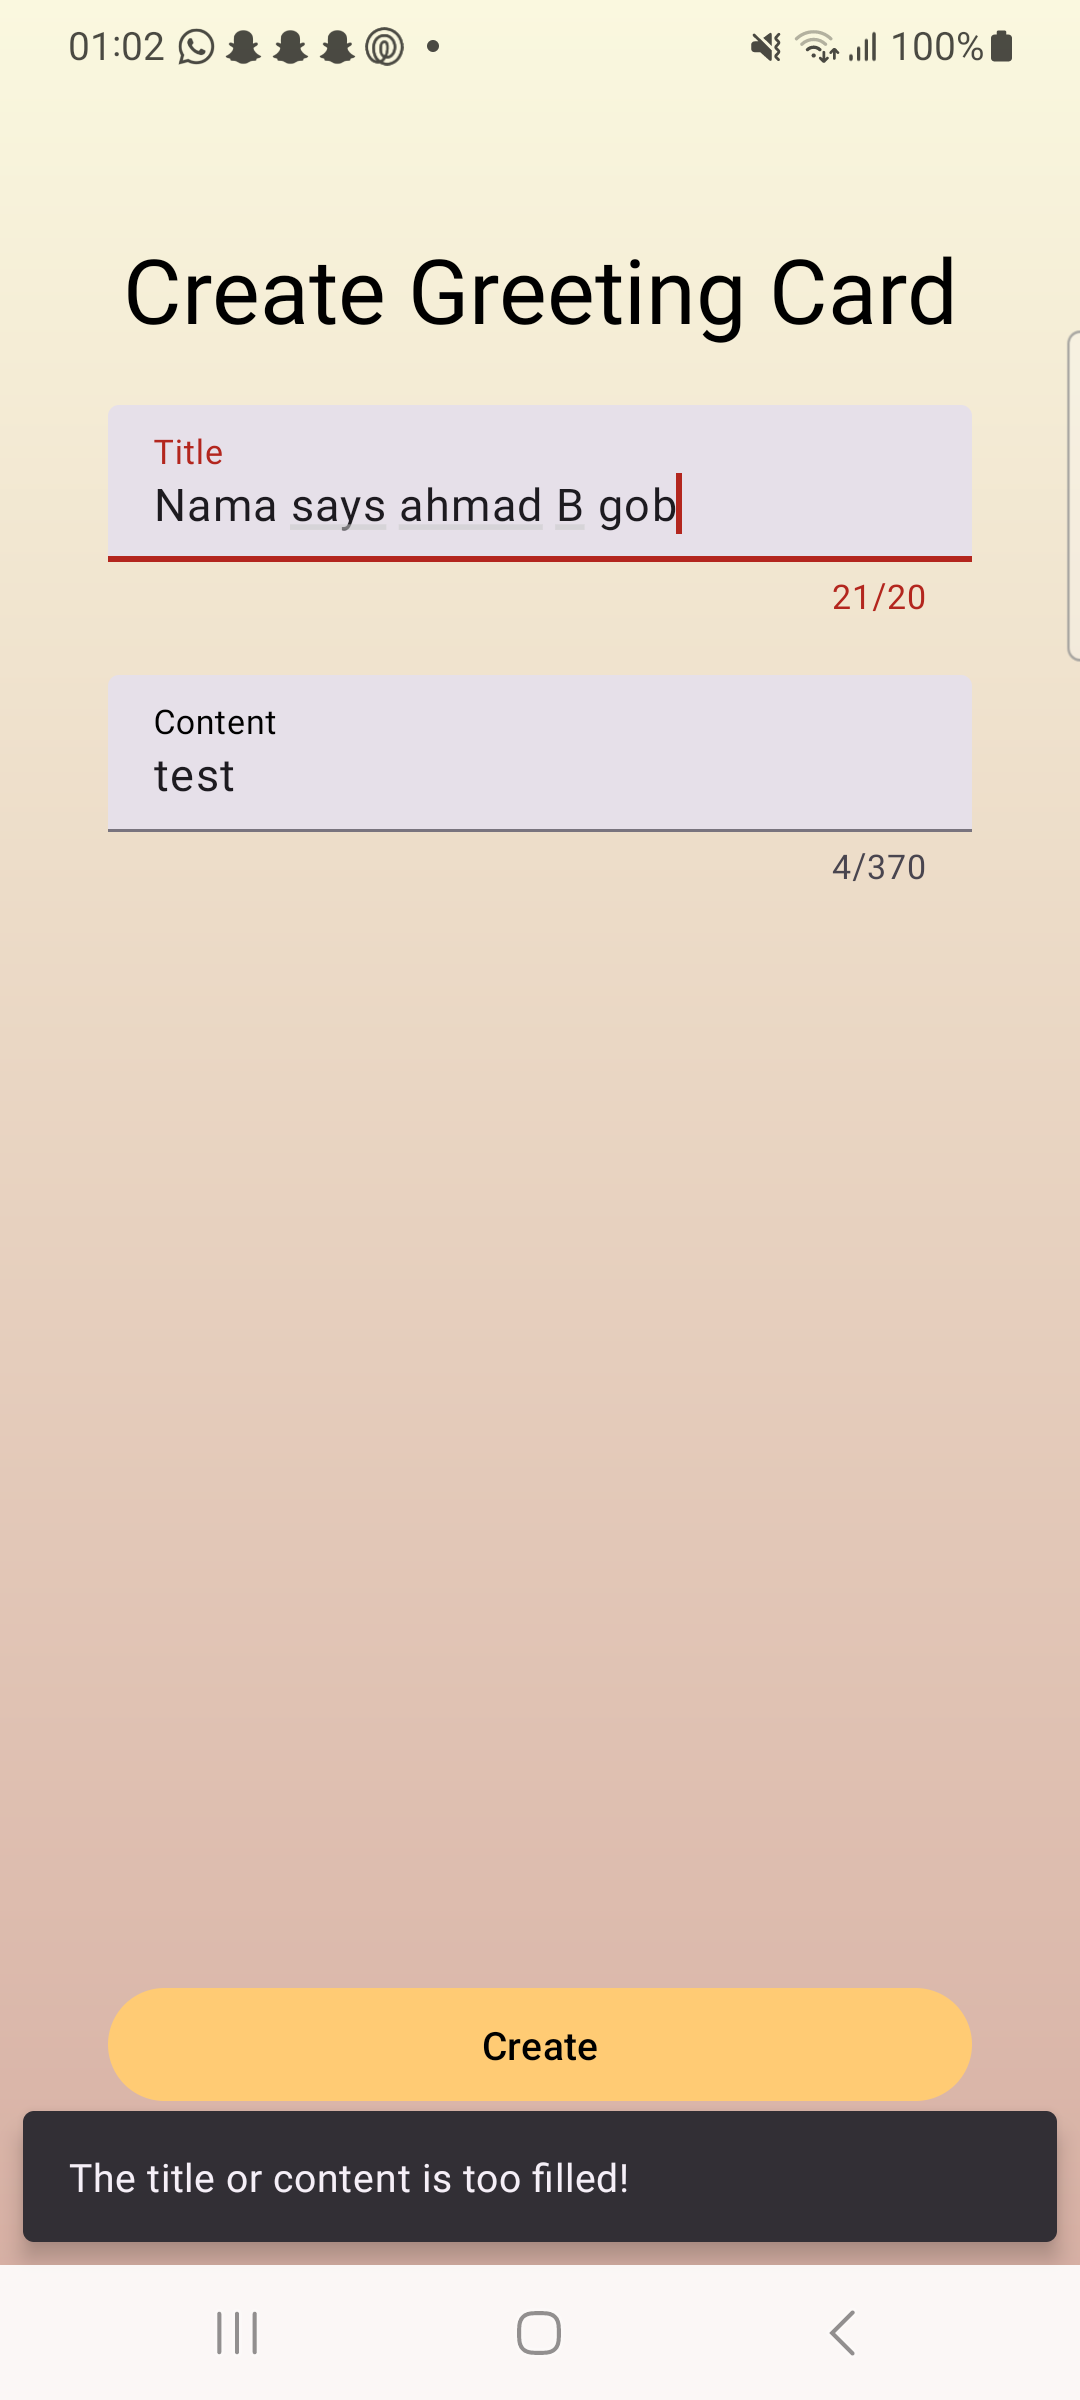 01:02 100%
Create Greeting Card
Title
Nama says ahmad B gob
21/20
Content
test
4/370
Create
The title or content is too filled!